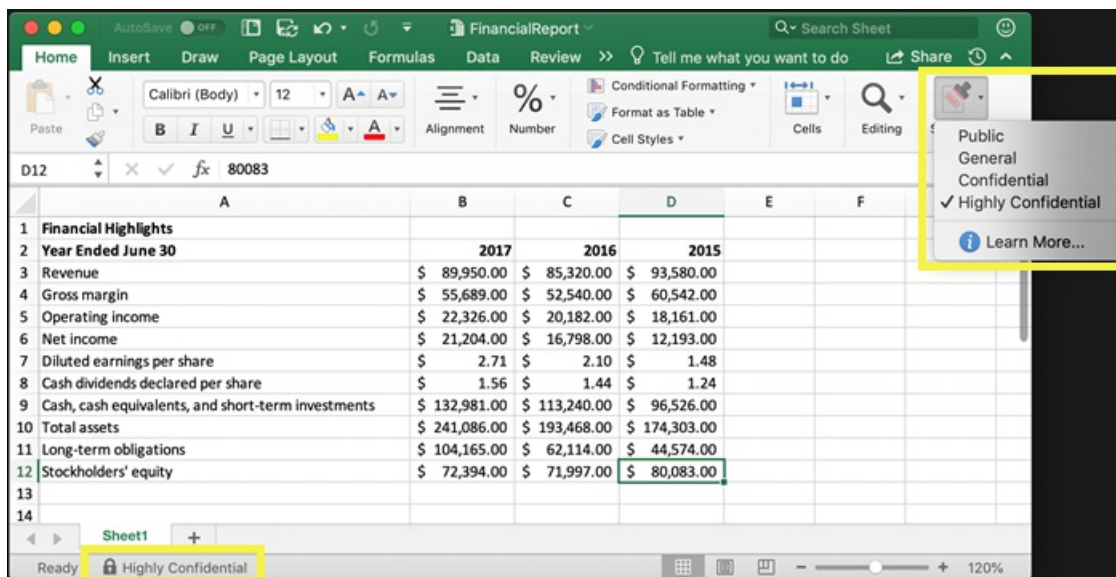 AutoSave OFF FinancialReport Search Sheet
Home Insert Draw Page Layout Formulas Data Review >> Tell me what you want to do Share
Paste
Calibri (Body) 12 A A
B I U A
Alignment
% Number
Conditional Formatting
Format as Table
Cell Styles
Cells
Editing
Public
General
Confidential
✓ Highly Confidential
Learn More...
D12 fx 80083
A B C D E F
1 Financial Highlights
2 Year Ended June 30 2017 2016 2015
3 Revenue $ 89,950.00 $ 85,320.00 $ 93,580.00
4 Gross margin $ 55,689.00 $ 52,540.00 $ 60,542.00
5 Operating income $ 22,326.00 $ 20,182.00 $ 18,161.00
6 Net income $ 21,204.00 $ 16,798.00 $ 12,193.00
7 Diluted earnings per share $ 2.71 $ 2.10 $ 1.48
8 Cash dividends declared per share $ 1.56 $ 1.44 $ 1.24
9 Cash, cash equivalents, and short-term investments $ 132,981.00 $ 113,240.00 $ 96,526.00
10 Total assets $ 241,086.00 $ 193,468.00 $ 174,303.00
11 Long-term obligations $ 104,165.00 $ 62,114.00 $ 44,574.00
12 Stockholders' equity $ 72,394.00 $ 71,997.00 $ 80,083.00
13
14
Sheet1 +
Ready Highly Confidential − + 120%